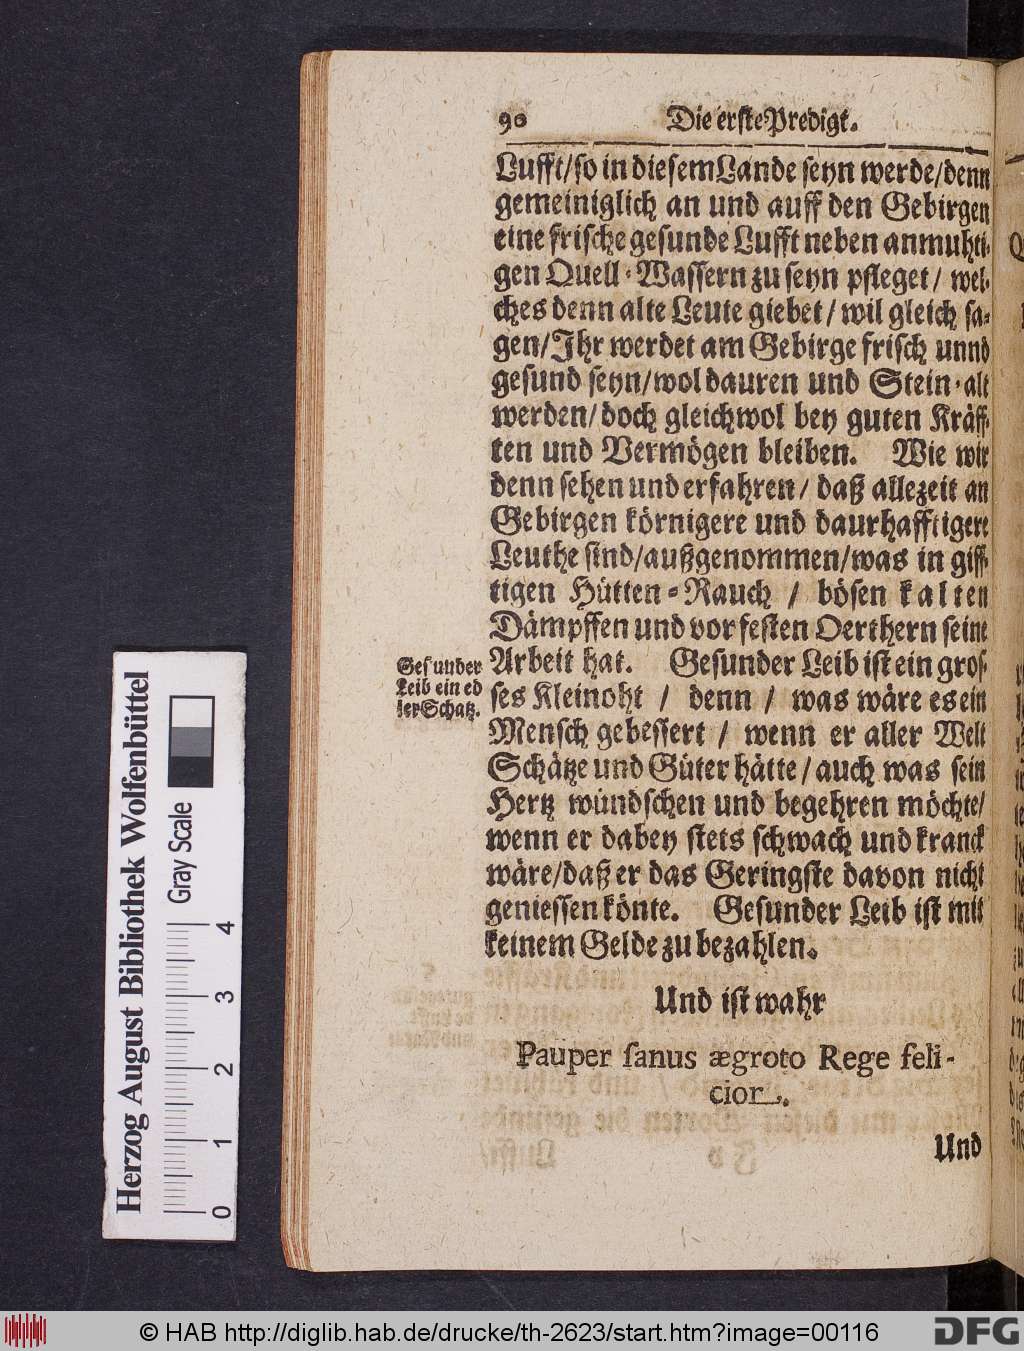 90 Die erste Predigt.
Lufft/so in diesem Lande seyn werde/denn
gemeiniglich an und auff den Gebirgen
eine frische gesunde Lufft neben anmuhti-
gen Quell-Wassern zu seyn pfleget/ wel-
ches denn alte Leute giebet/ wil gleich sa-
gen/Ihr werdet am Gebirge frisch unnd
gesund seyn/wol dauren und Stein-alt
werden/doch gleichwol bey guten Kräff-
ten und Vermögen bleiben. Wie wir
denn sehen und erfahren/ daß allezeit an
Gebirgen körnigere und daurhafftigere
Leuthe sind/außgenommen/was in giff-
tigen Hütten-Rauch / bösen kalten
Dämpffen und vor festen Oerthern seine
Arbeit hat. Gesunder Leib ist ein gros-
ses Kleinoht / denn / was wäre es ein
Mensch gebessert / wenn er aller Welt
Schätze und Güter hätte/auch was sein
Hertz wündschen und begehren möchte/
wenn er dabey stets schwach und kranck
wäre/daß er das Geringste davon nicht
geniessen könte. Gesunder Leib ist mit
keinem Gelde zu bezahlen.
Gesunder
Leib ein ed
ler Schatz.
Und ist wahr
Pauper sanus ægroto Rege feli-
cior.
Und
Herzog August Bibliothek Wolfenbüttel
Gray Scale
0 1 2 3 4
© HAB http://diglib.hab.de/drucke/th-2623/start.htm?image=00116
DFG